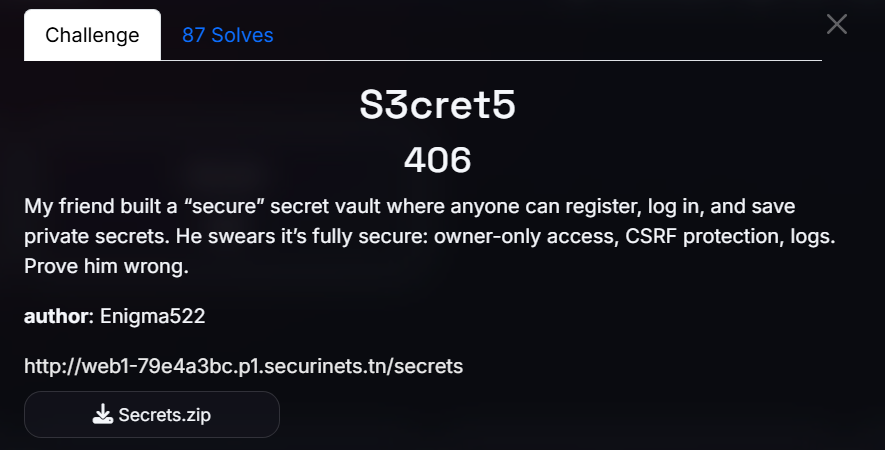 Challenge
87 Solves
S3cret5
406
My friend built a “secure” secret vault where anyone can register, log in, and save
private secrets. He swears it’s fully secure: owner-only access, CSRF protection, logs.
Prove him wrong.
author: Enigma522
http://web1-79e4a3bc.p1.securinets.tn/secrets
Secrets.zip